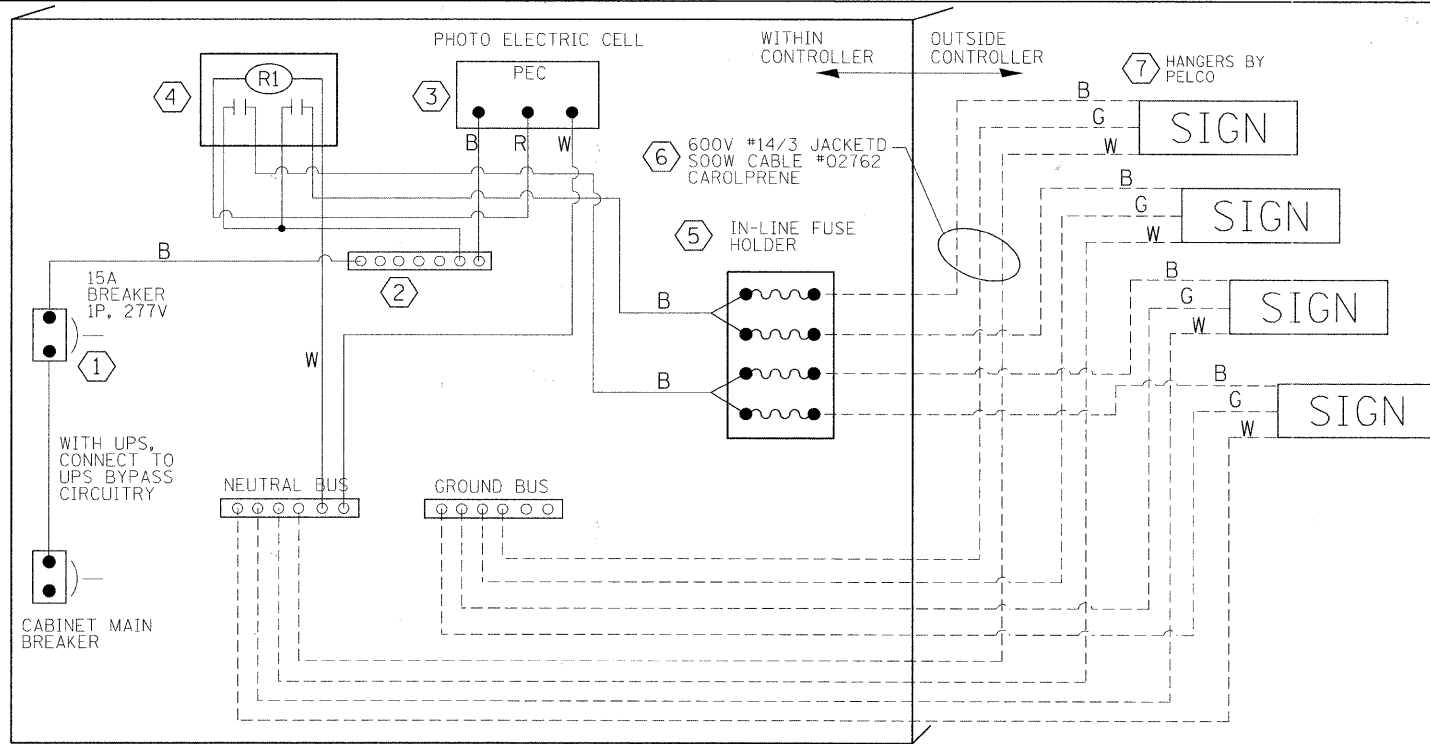 PHOTO ELECTRIC CELL
WITHIN
CONTROLLER
OUTSIDE
CONTROLLER
7
HANGERS BY
PELCO
R1
4
3
PEC
B
R
W
6
600V #14/3 JACKETD
SOOW CABLE #02762
CAROLPRENE
B
G
W
SIGN
B
G
W
SIGN
5
IN-LINE FUSE
HOLDER
B
2
15A
BREAKER
1P, 277V
1
W
B
B
B
G
W
SIGN
B
G
W
SIGN
WITH UPS,
CONNECT TO
UPS BYPASS
CIRCUITRY
NEUTRAL BUS
GROUND BUS
CABINET MAIN
BREAKER